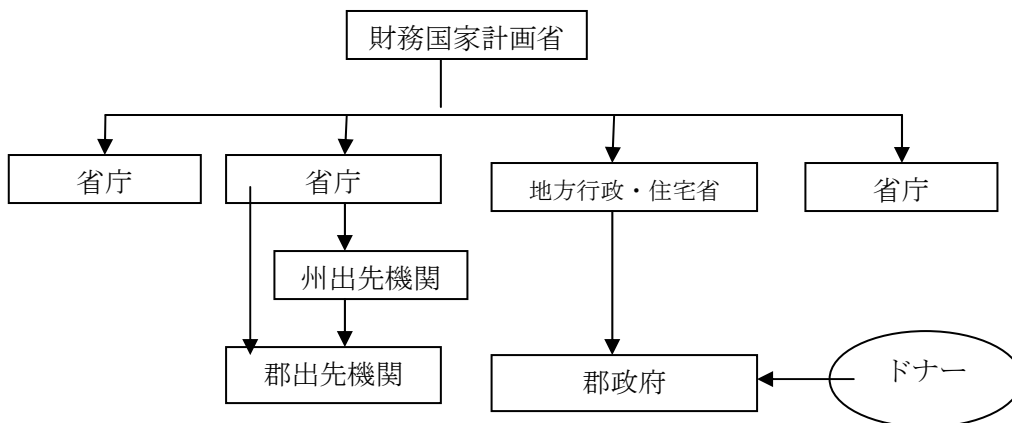 財務国家計画省
省庁
省庁
地方行政・住宅省
省庁
州出先機関
郡出先機関
郡政府
ドナー